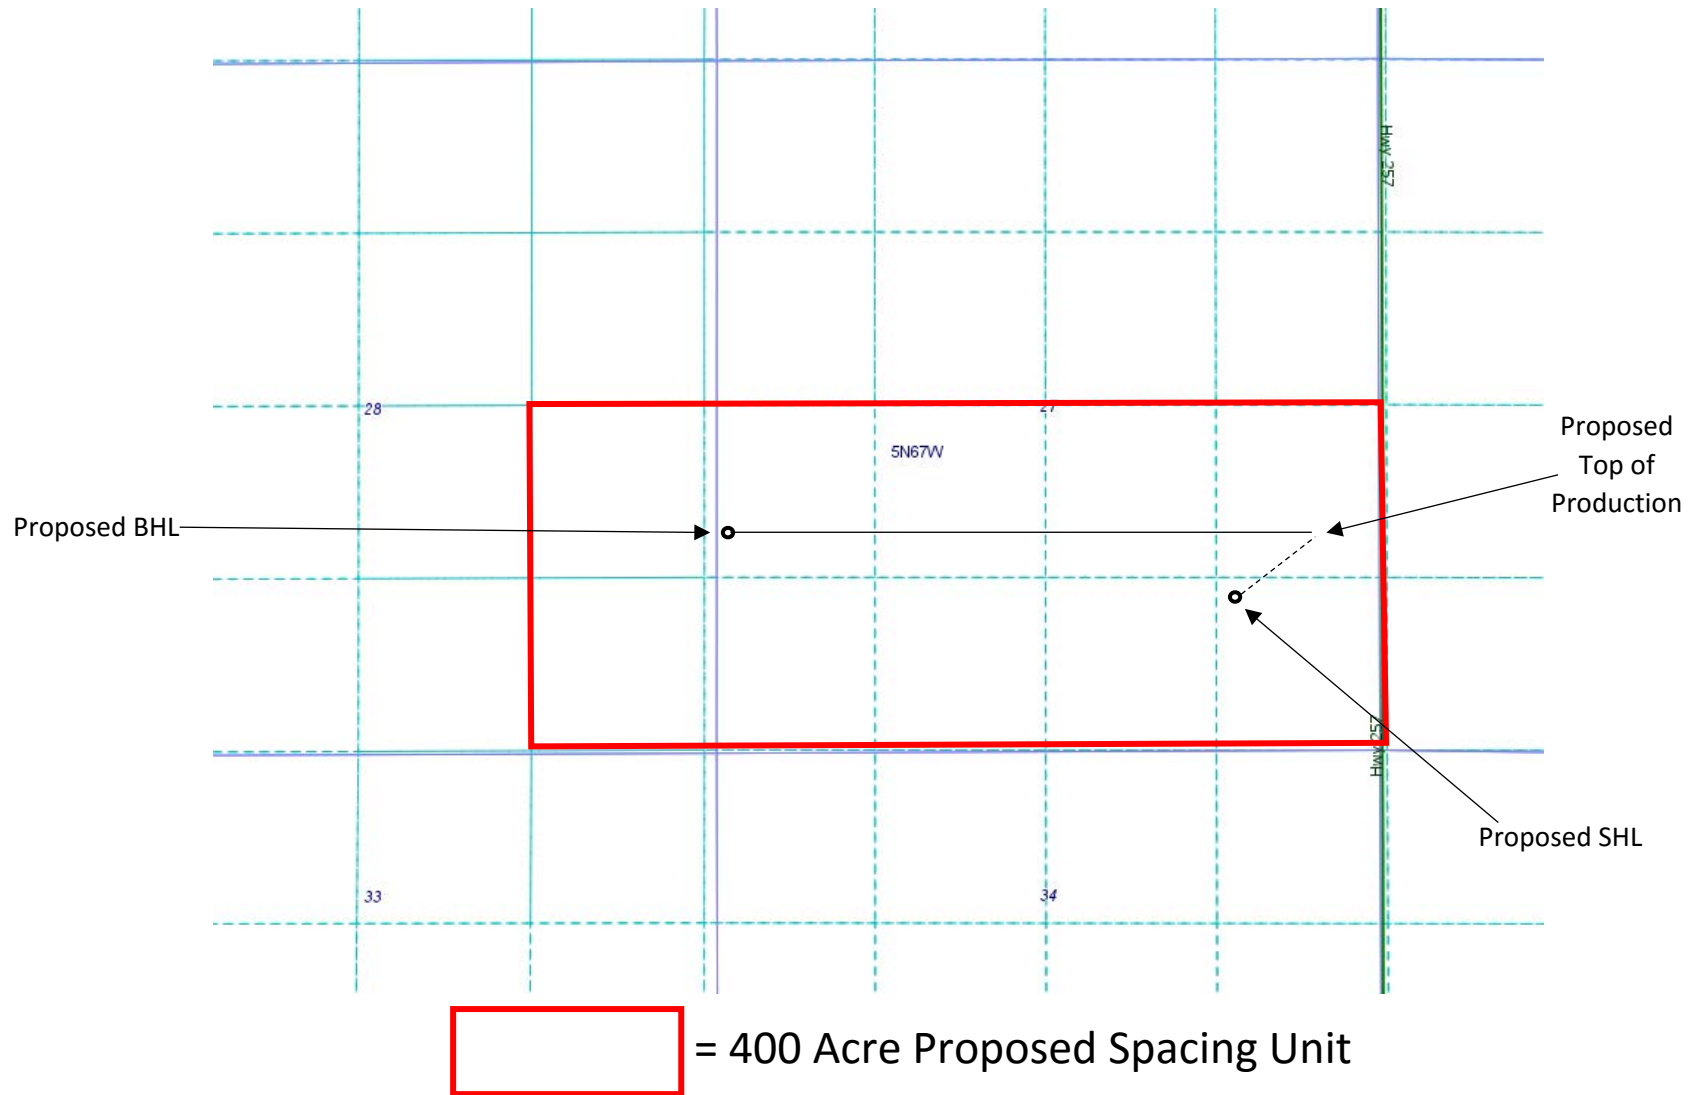 Hwy 257
28
27
5N67W
Proposed
Top of
Production
Proposed BHL
Hwy 257
Proposed SHL
33
34
= 400 Acre Proposed Spacing Unit